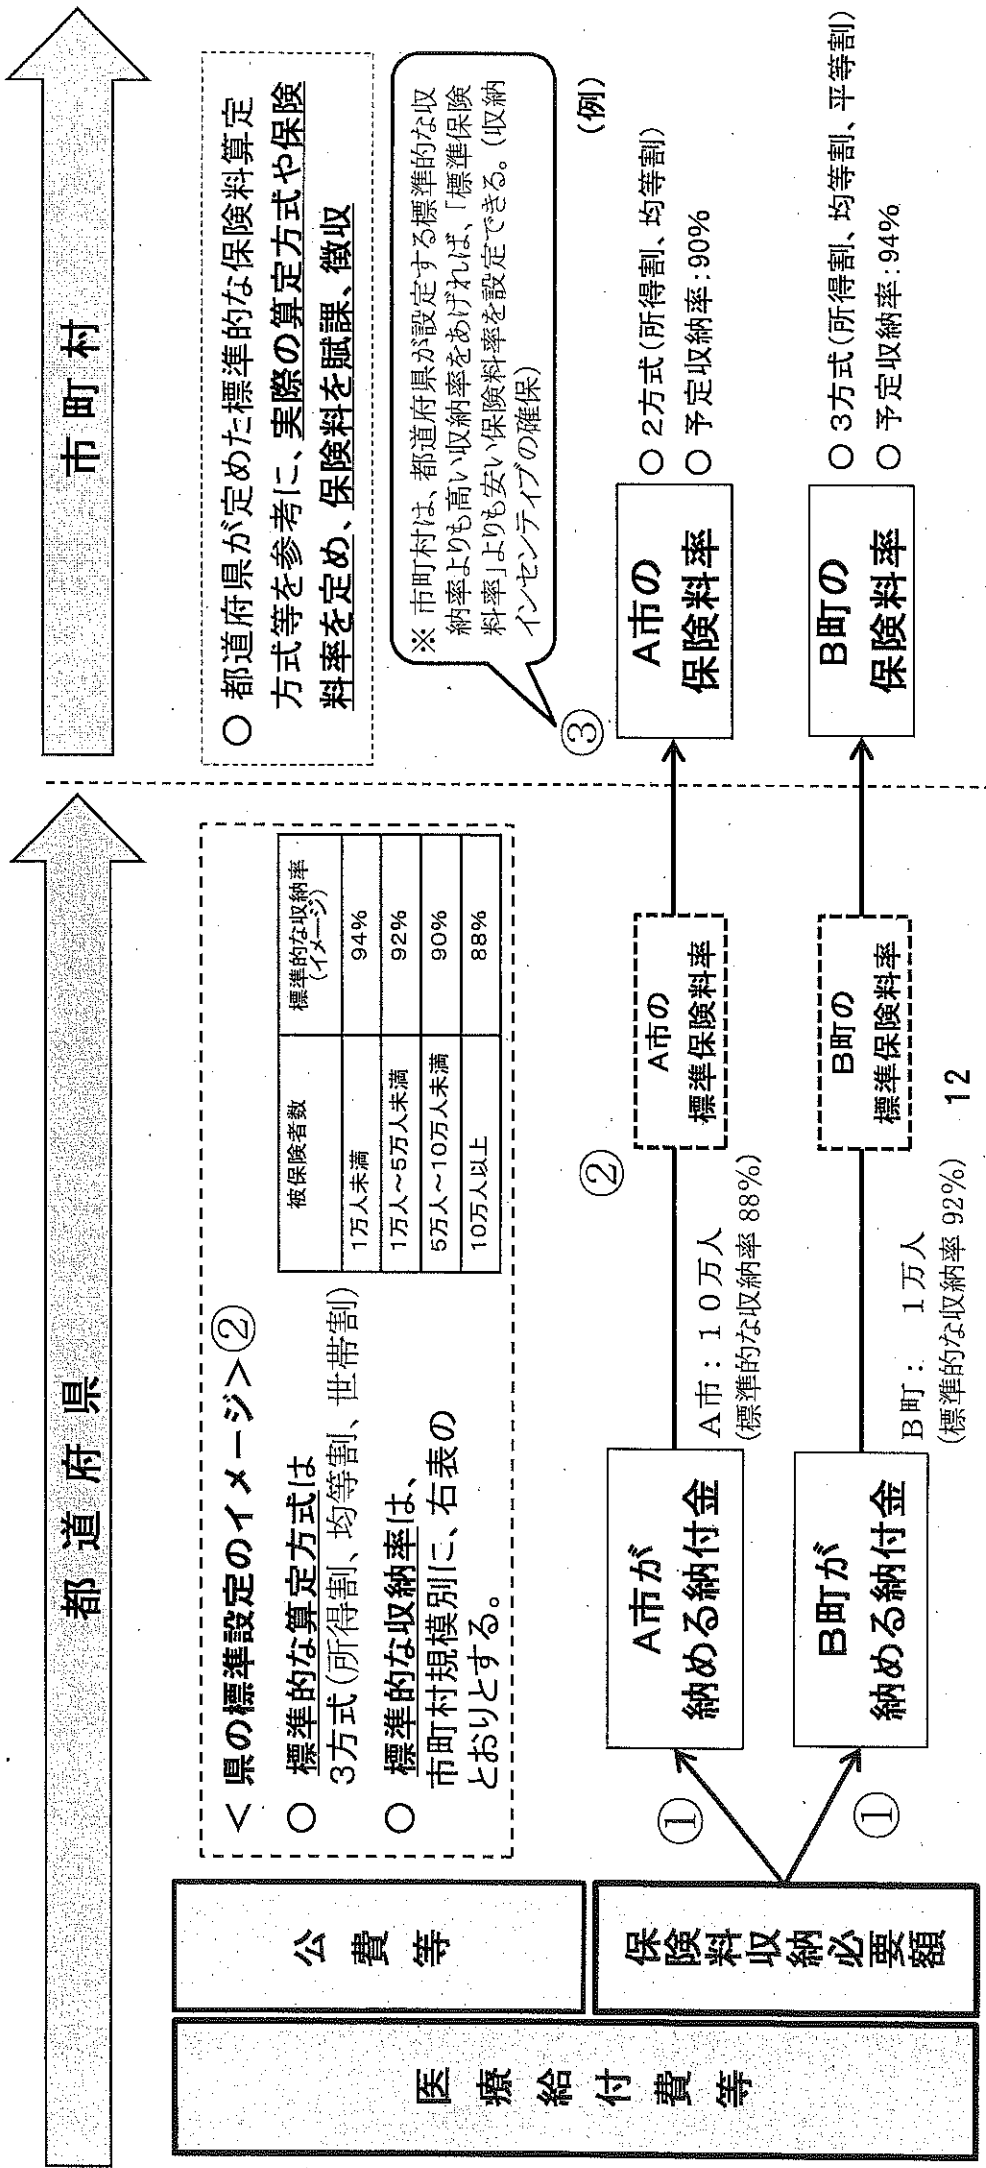 都道府県
市町村
医療給付費等
公費等
保険料収納必要額
＜県の標準設定のイメージ＞②
○ 標準的な算定方式は
3方式(所得割、均等割、世帯割)
○ 標準的な収納率は、
市町村規模別に、右表の
とおりとする。
被保険者数
標準的な収納率
(イメージ)
1万人未満
94%
1万人～5万人未満
92%
5万人～10万人未満
90%
10万人以上
88%
○ 都道府県が定めた標準的な保険料算定
方式等を参考に、実際の算定方式や保険
料率を定め、保険料を賦課、徴収
※ 市町村は、都道府県が設定する標準的な収
納率よりも高い収納率をあげれば、「標準保険
料率」よりも安い保険料率を設定できる。(収納
インセンティブの確保)
③
(例)
①
A市が
納める納付金
A市：10万人
(標準的な収納率 88%)
②
A市の
標準保険料率
A市の
保険料率
○ 2方式(所得割、均等割)
○ 予定収納率:90%
①
B町が
納める納付金
B町： 1万人
(標準的な収納率 92%)
B町の
標準保険料率
B町の
保険料率
○ 3方式(所得割、均等割、平等割)
○ 予定収納率:94%
12